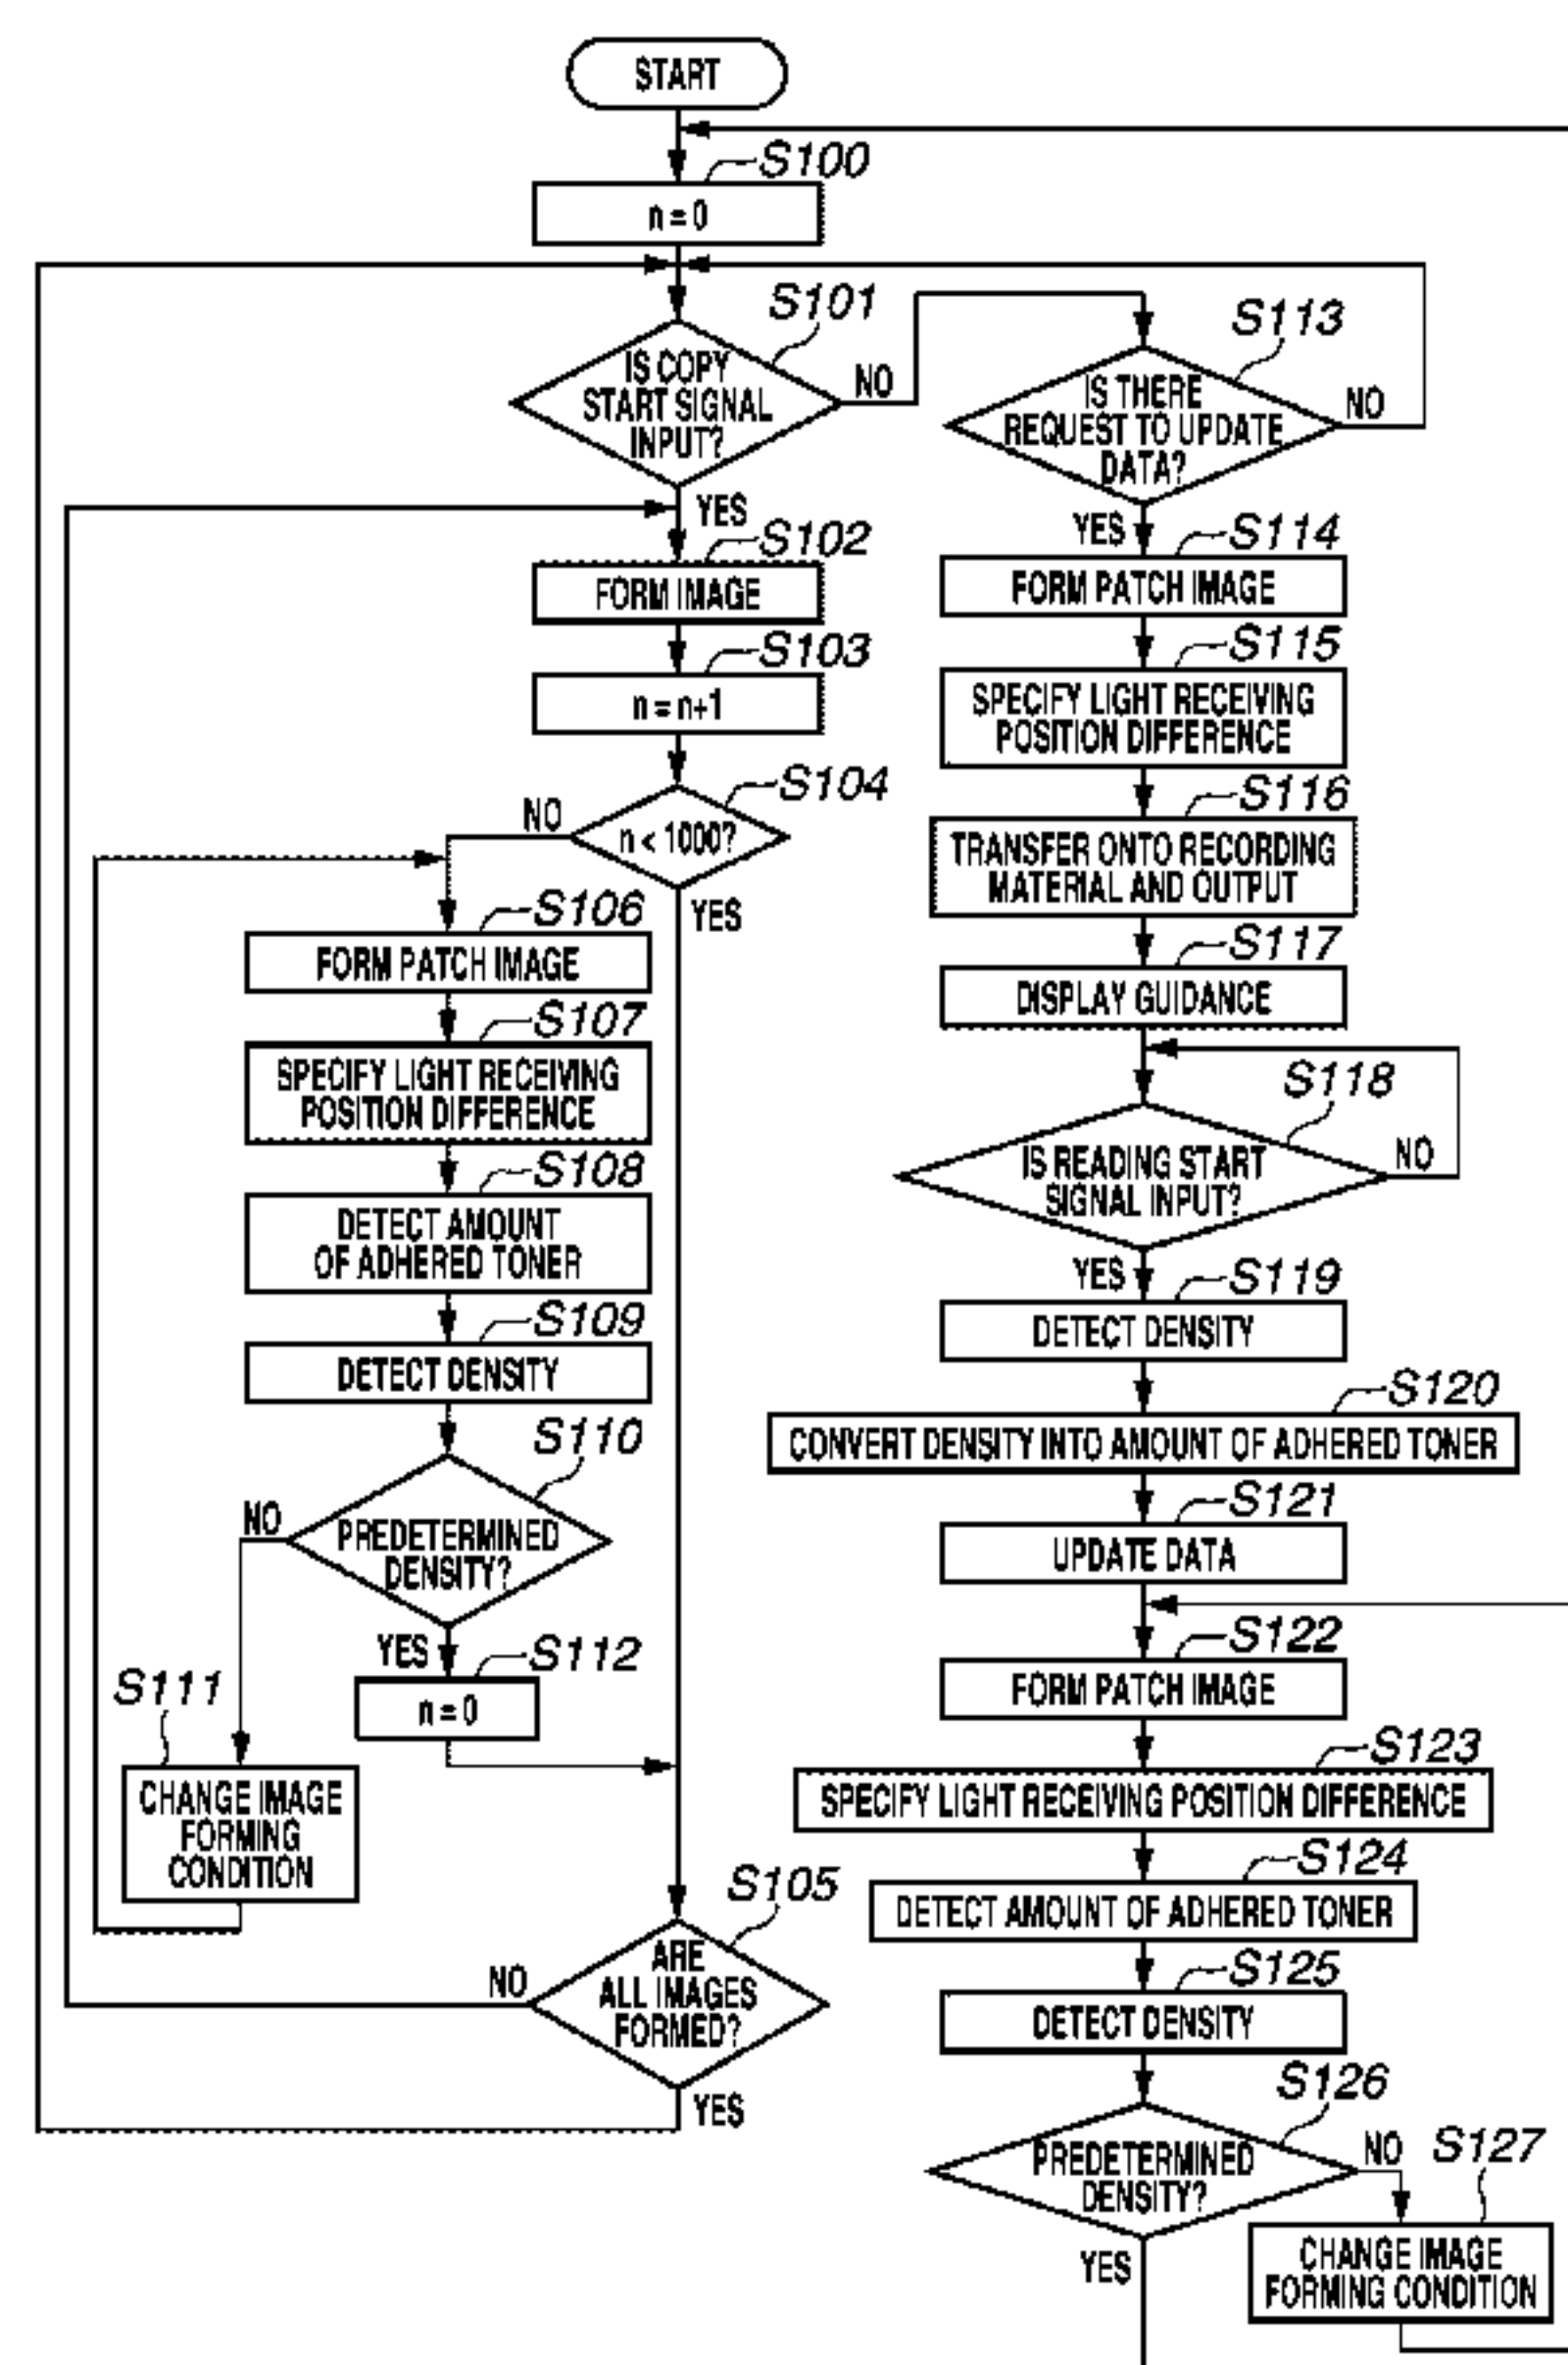 START
S100
n = 0
S101
IS COPY
START SIGNAL
INPUT?
NO
YES
S102
FORM IMAGE
S103
n = n+1
S104
n < 1000?
NO
YES
S106
FORM PATCH IMAGE
S107
SPECIFY LIGHT RECEIVING
POSITION DIFFERENCE
S108
DETECT AMOUNT
OF ADHERED TONER
S109
DETECT DENSITY
S110
PREDETERMINED
DENSITY?
NO
YES
S112
n = 0
S111
CHANGE IMAGE
FORMING
CONDITION
S105
ARE
ALL IMAGES
FORMED?
NO
YES
S113
IS THERE
REQUEST TO UPDATE
DATA?
NO
YES
S114
FORM PATCH IMAGE
S115
SPECIFY LIGHT RECEIVING
POSITION DIFFERENCE
S116
TRANSFER ONTO RECORDING
MATERIAL AND OUTPUT
S117
DISPLAY GUIDANCE
S118
IS READING START
SIGNAL INPUT?
NO
YES
S119
DETECT DENSITY
S120
CONVERT DENSITY INTO AMOUNT OF ADHERED TONER
S121
UPDATE DATA
S122
FORM PATCH IMAGE
S123
SPECIFY LIGHT RECEIVING POSITION DIFFERENCE
S124
DETECT AMOUNT OF ADHERED TONER
S125
DETECT DENSITY
S126
PREDETERMINED
DENSITY?
NO
YES
S127
CHANGE IMAGE
FORMING CONDITION